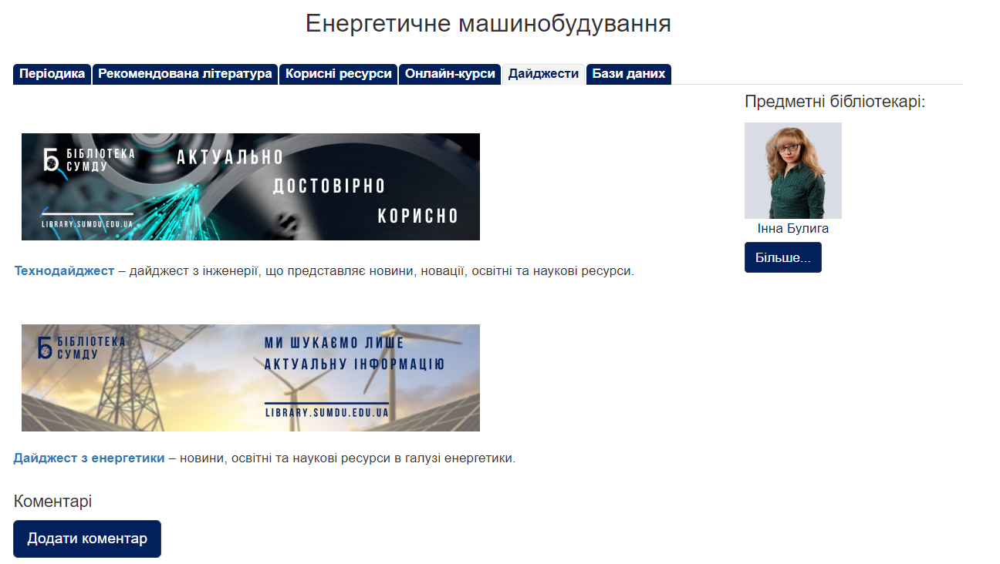 Енергетичне машинобудування
Періодика
Рекомендована література
Корисні ресурси
Онлайн-курси
Дайджести
Бази даних
Б БІБЛІОТЕКА
СУМДУ
LIBRARY.SUMDU.EDU.UA
АКТУАЛЬНО
ДОСТОВІРНО
КОРИСНО
Технодайджест – дайджест з інженерії, що представляє новини, новації, освітні та наукові ресурси.
Б БІБЛІОТЕКА
СУМДУ
МИ ШУКАЄМО ЛИШЕ
АКТУАЛЬНУ ІНФОРМАЦІЮ
LIBRARY.SUMDU.EDU.UA
Дайджест з енергетики – новини, освітні та наукові ресурси в галузі енергетики.
Коментарі
Додати коментар
Предметні бібліотекарі:
Інна Булига
Більше...